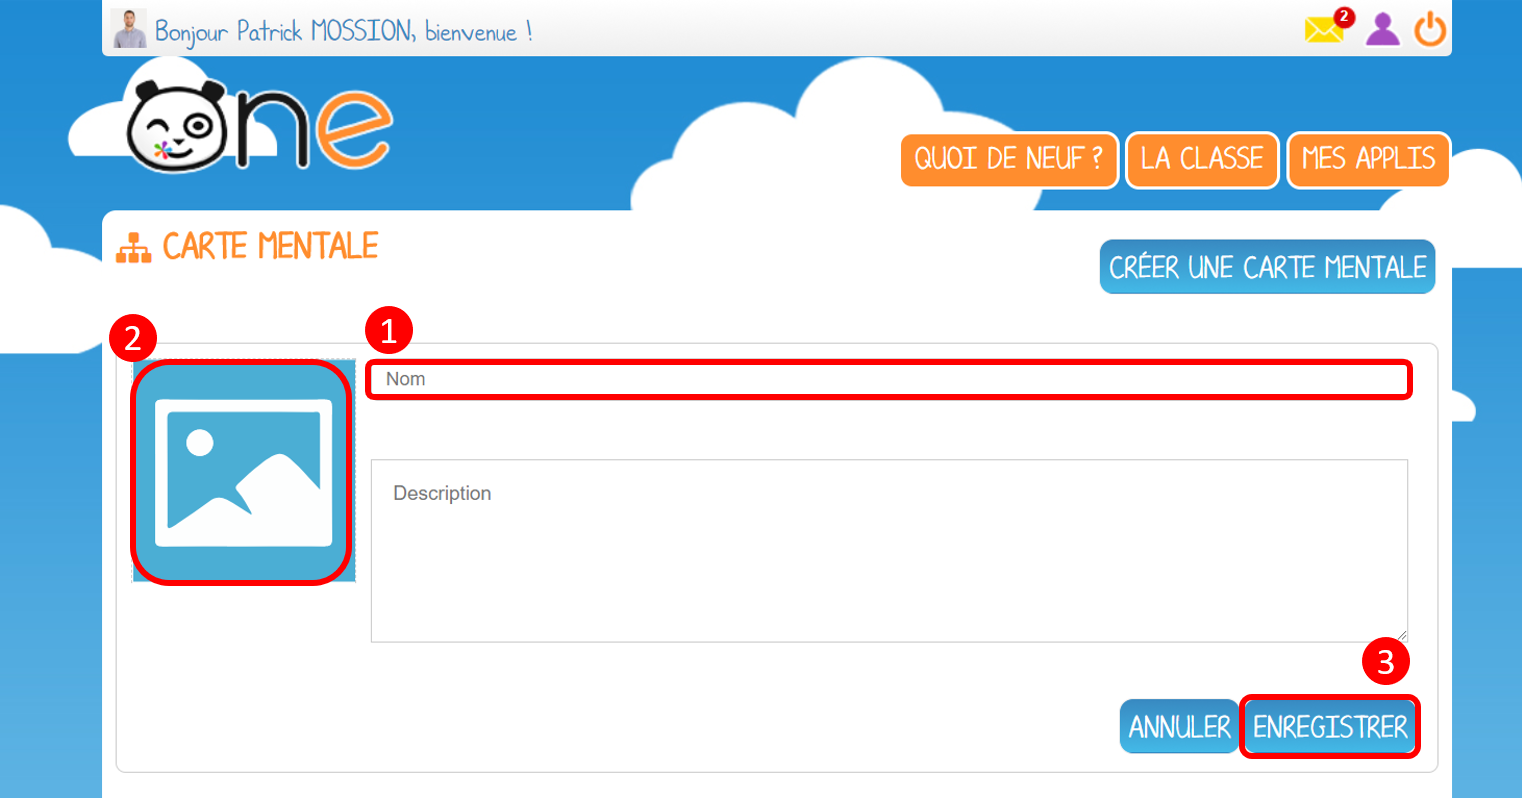 Bonjour Patrick MOSSION, bienvenue !
2
One
QUOI DE NEUF ?
LA CLASSE
MES APPLIS
CARTE MENTALE
CRÉER UNE CARTE MENTALE
2
1
Nom
Description
3
ANNULER
ENREGISTRER